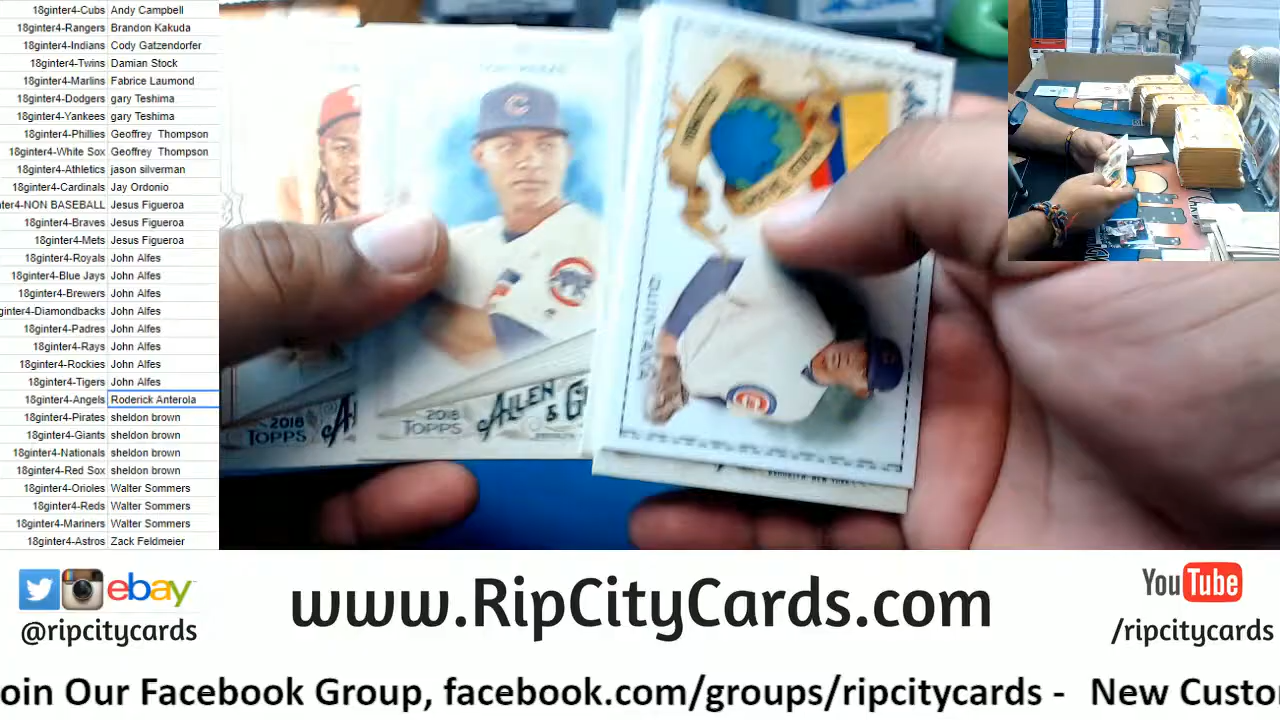 18ginter4-Cubs Andy Campbell
18ginter4-Rangers Brandon Kakuda
18ginter4-Indians Cody Gatzendorfer
18ginter4-Twins Damian Stock
18ginter4-Marlins Fabrice Laumond
18ginter4-Dodgers gary Teshima
18ginter4-Yankees gary Teshima
18ginter4-Phillies Geoffrey Thompson
18ginter4-White Sox Geoffrey Thompson
18ginter4-Athletics jason silverman
18ginter4-Cardinals Jay Ordonio
nter4-NON BASEBALL Jesus Figueroa
18ginter4-Braves Jesus Figueroa
18ginter4-Mets Jesus Figueroa
18ginter4-Royals John Alfes
18ginter4-Blue Jays John Alfes
18ginter4-Brewers John Alfes
ginter4-Diamondbacks John Alfes
18ginter4-Padres John Alfes
18ginter4-Rays John Alfes
18ginter4-Rockies John Alfes
18ginter4-Tigers John Alfes
18ginter4-Angels Roderick Anterola
18ginter4-Pirates sheldon brown
18ginter4-Giants sheldon brown
18ginter4-Nationals sheldon brown
18ginter4-Red Sox sheldon brown
18ginter4-Orioles Walter Sommers
18ginter4-Reds Walter Sommers
18ginter4-Mariners Walter Sommers
18ginter4-Astros Zack Feldmeier
QUINTANA
C
2018
TOPPS
2018
TOPPS
ALLEN
& G
ebay
@ripcitycards
www.RipCityCards.com
YouTube
/ripcitycards
oin Our Facebook Group, facebook.com/groups/ripcitycards - New Custo